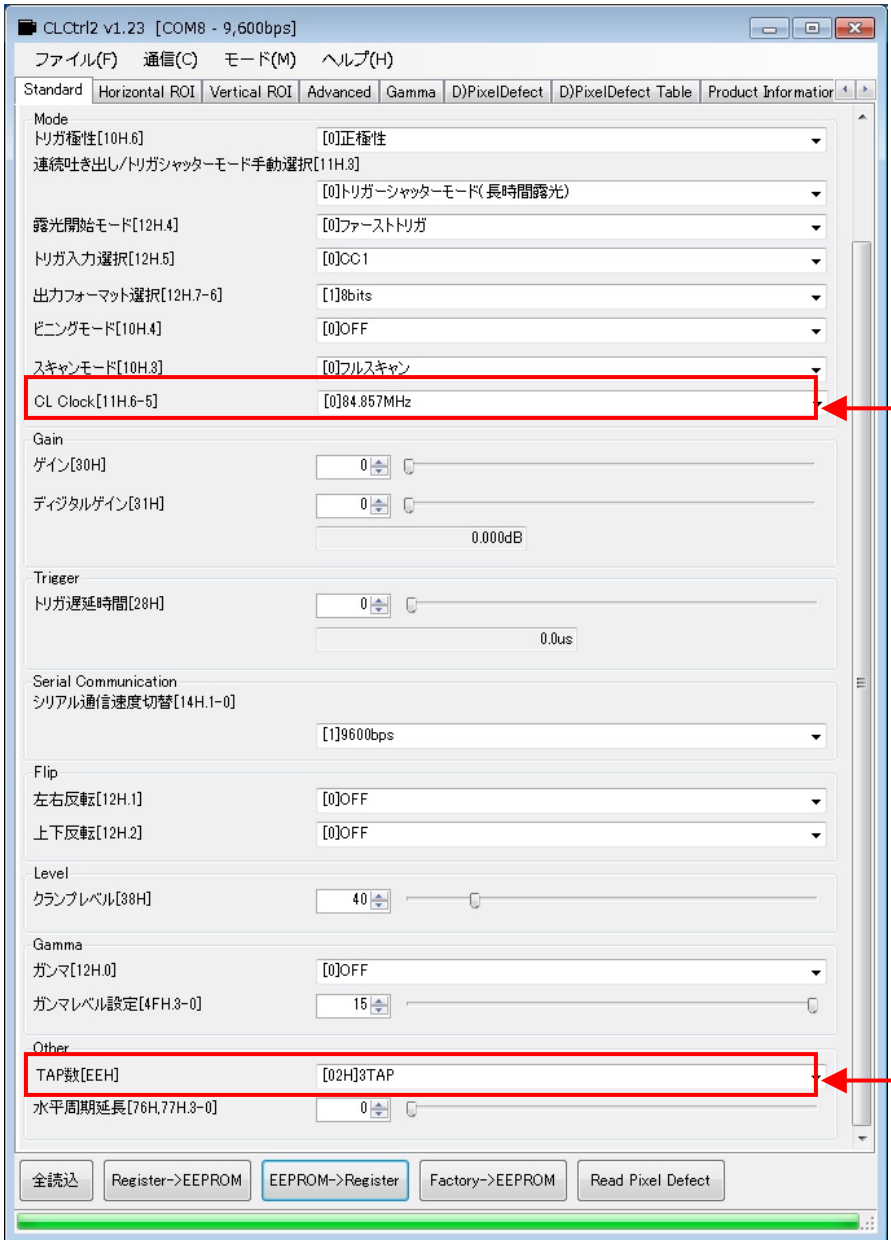 CLCtrl2 v1.23 [COM8 - 9,600bps]
ファイル(F) 通信(C) モード(M) ヘルプ(H)
Standard Horizontal ROI Vertical ROI Advanced Gamma D)PixelDefect D)PixelDefect Table Product Information
Mode
トリガ極性[10H.6] [0]正極性
連続吐き出し/トリガシャッターモード手動選択[11H.3]
[0]トリガーシャッターモード(長時間露光)
露光開始モード[12H.4] [0]ファーストトリガ
トリガ入力選択[12H.5] [0]CC1
出力フォーマット選択[12H.7-6] [1]8bits
ビニングモード[10H.4] [0]OFF
スキャンモード[10H.3] [0]フルスキャン
CL Clock[11H.6-5] [0]84.857MHz
Gain
ゲイン[30H] 0
ディジタルゲイン[31H] 0
0.000dB
Trigger
トリガ遅延時間[28H] 0
0.0us
Serial Communication
シリアル通信速度切替[14H.1-0]
[1]9600bps
Flip
左右反転[12H.1] [0]OFF
上下反転[12H.2] [0]OFF
Level
クランプレベル[38H] 40
Gamma
ガンマ[12H.0] [0]OFF
ガンマレベル設定[4FH.3-0] 15
Other
TAP数[EEH] [02H]3TAP
水平周期延長[76H,77H.3-0] 0
全読込 Register->EEPROM EEPROM->Register Factory->EEPROM Read Pixel Defect